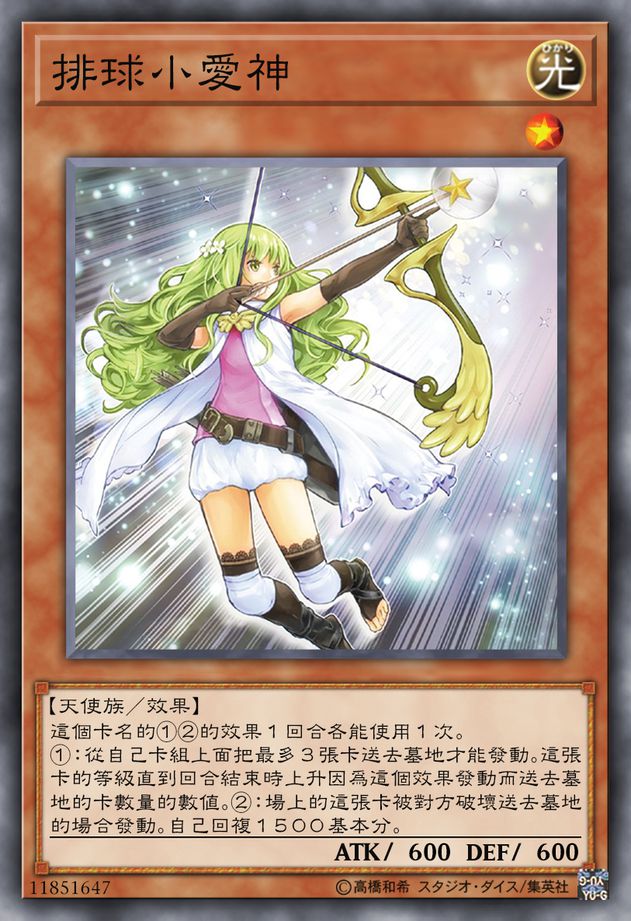 排球小愛神
ひかり
光
【天使族／效果】
這個卡名的①②的效果１回合各能使用１次。
①：從自己卡組上面把最多３張卡送去墓地才能發動。這張
卡的等級直到回合結束時上升因爲這個效果發動而送去墓
地的卡數量的數值。②：場上的這張卡被對方破壞送去墓地
的場合發動。自己回複１５００基本分。
ATK/ 600 DEF/ 600
11851647 ©高橋和希 スタジオ・ダイス/集英社
YU-G